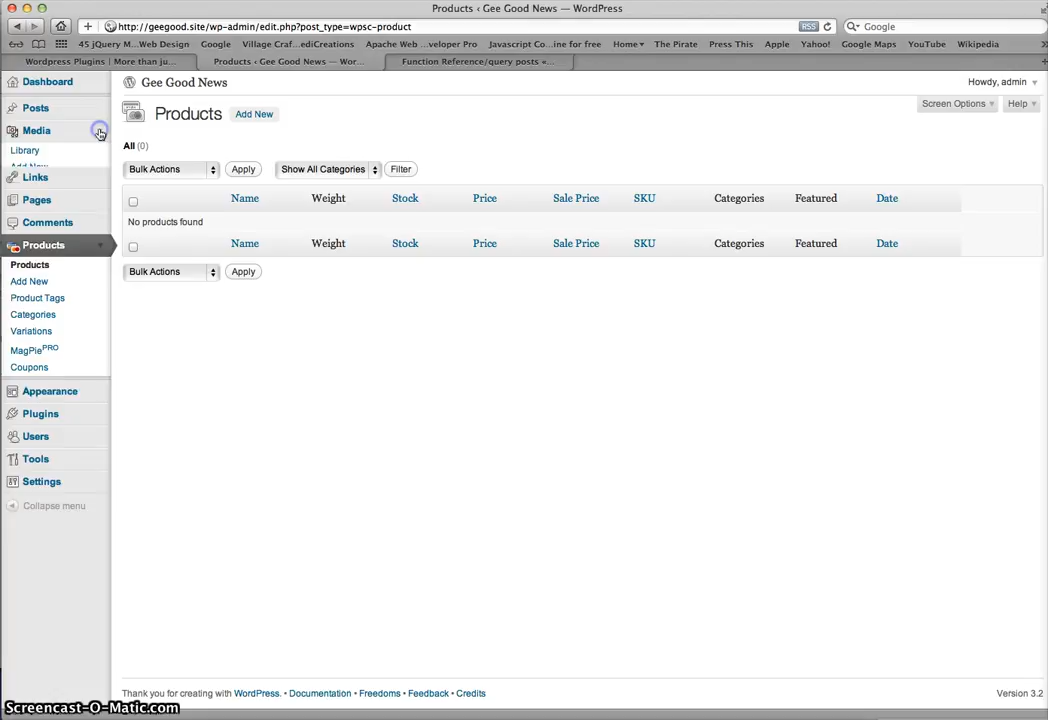 Products ‹ Gee Good News — WordPress
http://geegood.site/wp-admin/edit.php?post_type=wpsc-product RSS Google
45 jQuery M...Web Design Google Village Craf...ediCreations Apache Web ...veloper Pro Javascript Co...ine for free Home The Pirate Press This Apple Yahoo! Google Maps YouTube Wikipedia
Wordpress Plugins | More than ju... Products ‹ Gee Good News — Wor... Function Reference/query posts «...
Dashboard
Gee Good News
Howdy, admin
Posts
Products Add New
Screen Options Help
Media
Library
Add New
Links
Pages
Comments
Products
Products
Add New
Product Tags
Categories
Variations
MagPiePRO
Coupons
Appearance
Plugins
Users
Tools
Settings
Collapse menu
All (0)
Bulk Actions Apply Show All Categories Filter
Name Weight Stock Price Sale Price SKU Categories Featured Date
No products found
Name Weight Stock Price Sale Price SKU Categories Featured Date
Bulk Actions Apply
Thank you for creating with WordPress. • Documentation • Freedoms • Feedback • Credits
Version 3.2
Screencast-O-Matic.com